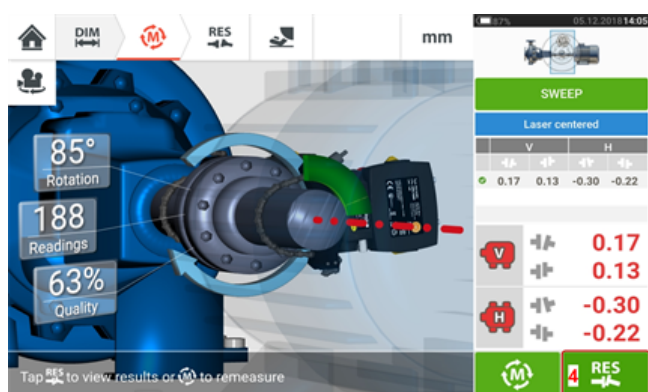 DIM
M
RES
mm
87%
05.12.2018 14:05
85°
Rotation
188
Readings
63%
Quality
Tap RES to view results or M to remeasure
SWEEP
Laser centered
V H
0.17 0.13 -0.30 -0.22
V
0.17
0.13
H
-0.30
-0.22
M
4 RES